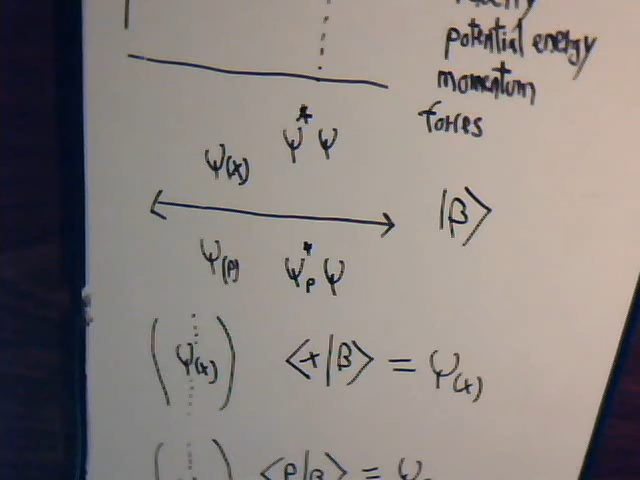 potential energy
momentum
forces
ψ* ψ
ψ(x)
|β>
ψ(p) ψ*p ψ
(ψ(x)) <x|β> = ψ(x)
<p|β> = ψ